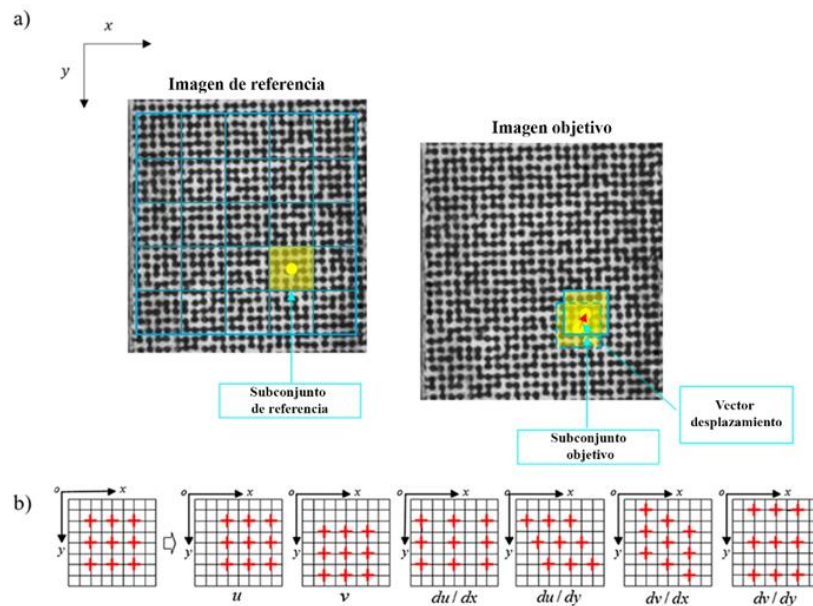 a)
x
y
Imagen de referencia
Imagen objetivo
Subconjunto
de referencia
Vector
desplazamiento
Subconjunto
objetivo
b)
o x o x o x o x o x o x o x
y y y y y y y
u v du/dx du/dy dv/dx dv/dy